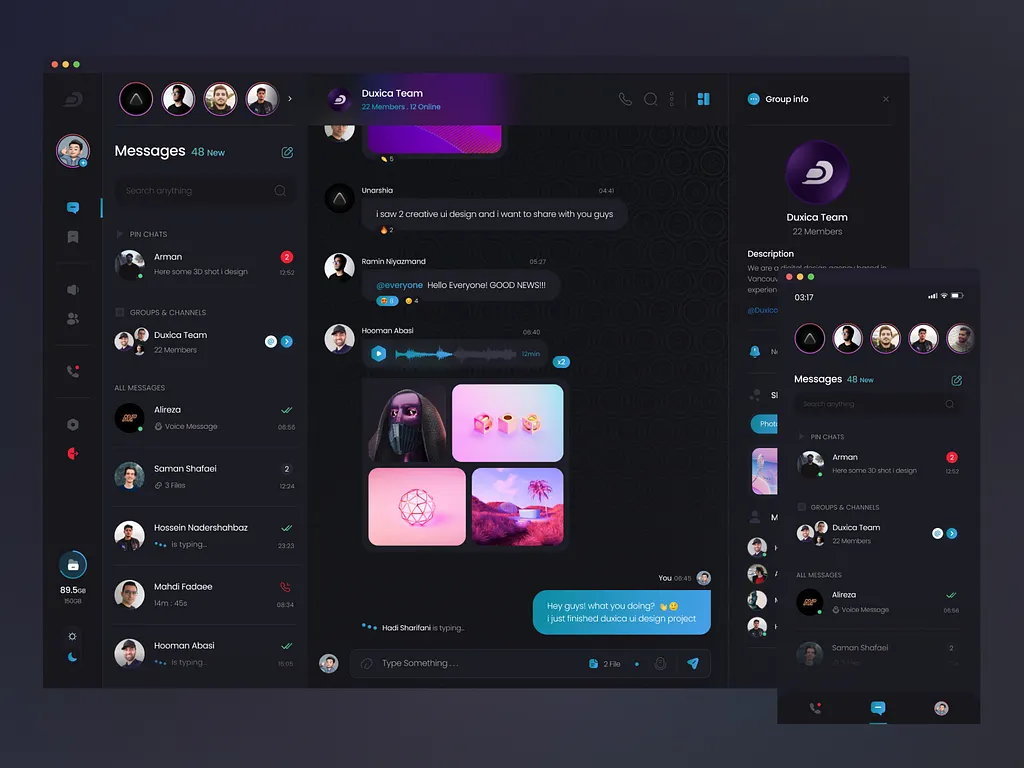 89.5GB
150GB
Messages 48 New
Search anything
PIN CHATS
Arman
2
Here some 3D shot i design
12:52
GROUPS & CHANNELS
Duxica Team
22 Members
ALL MESSAGES
Alireza
Voice Message
06:56
Saman Shafaei
2
3 Files
12:24
Hossein Nadershahbaz
is typing...
23:23
Mahdi Fadaee
14m : 45s
08:34
Hooman Abasi
is typing...
15:05
Duxica Team
22 Members . 12 Online
5
Unarshia
04:41
i saw 2 creative ui design and i want to share with you guys
2
Ramin Niyazmand
05:27
@everyone Hello Everyone! GOOD NEWS!!!
8
4
Hooman Abasi
06:40
12min
x2
You 06:45
Hey guys! what you doing?
i just finished duxica ui design project
Hadi Sharifani is typing..
Type Something . . .
2 File
Group info
Duxica Team
22 Members
Description
We are a digital design agency based in
Vancouv
experien
@Duxica
Phot
03:17
Messages 48 New
Search anything
PIN CHATS
Arman
2
Here some 3D shot i design
12:52
GROUPS & CHANNELS
Duxica Team
22 Members
ALL MESSAGES
Alireza
Voice Message
06:56
Saman Shafaei
2